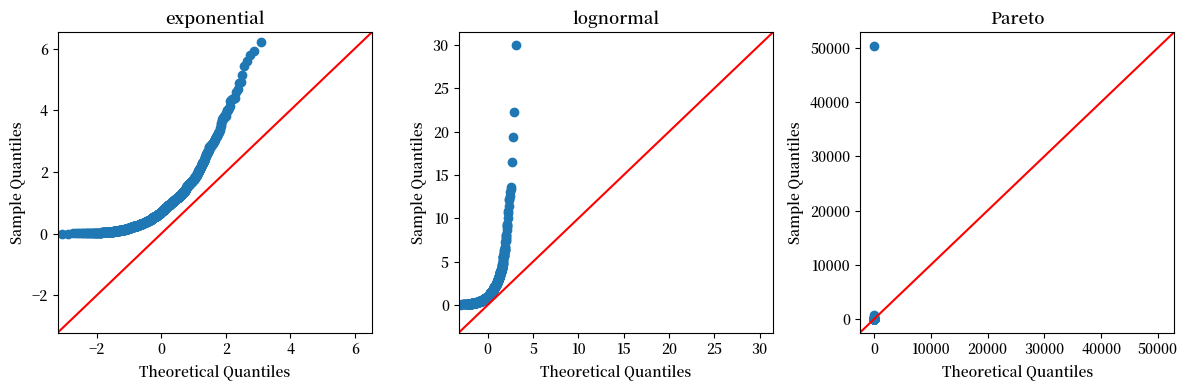 exponential
Sample Quantiles
6
4
2
0
−2
−2 0 2 4 6
Theoretical Quantiles
lognormal
Sample Quantiles
30
25
20
15
10
5
0
0 5 10 15 20 25 30
Theoretical Quantiles
Pareto
Sample Quantiles
50000
40000
30000
20000
10000
0
0 10000 20000 30000 40000 50000
Theoretical Quantiles